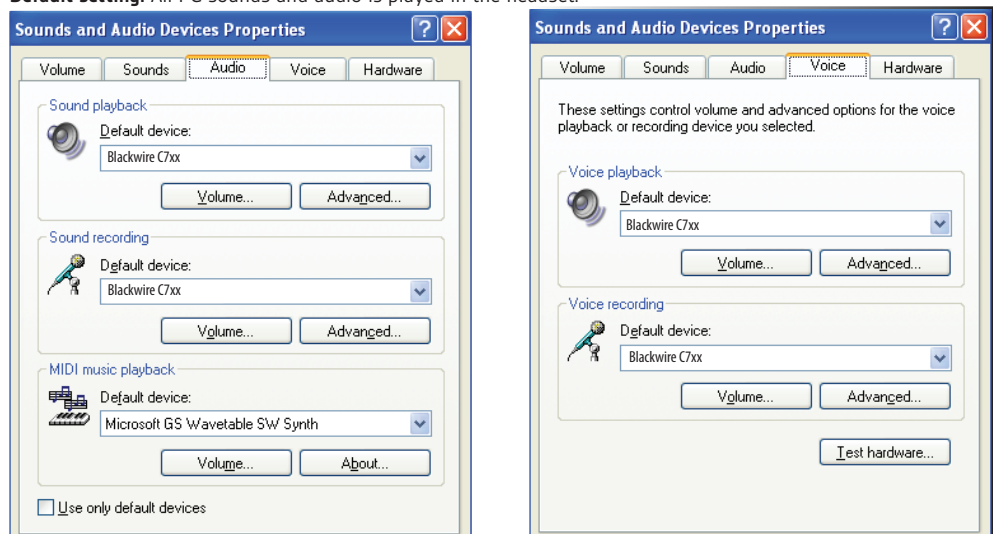 Default Setting: All PC sounds and audio is played in the headset.
Sounds and Audio Devices Properties
Volume Sounds Audio Voice Hardware
Sound playback
Default device:
Blackwire C7xx
Volume... Advanced...
Sound recording
Default device:
Blackwire C7xx
Volume... Advanced...
MIDI music playback
Default device:
Microsoft GS Wavetable SW Synth
Volume... About...
Use only default devices
Sounds and Audio Devices Properties
Volume Sounds Audio Voice Hardware
These settings control volume and advanced options for the voice
playback or recording device you selected.
Voice playback
Default device:
Blackwire C7xx
Volume... Advanced...
Voice recording
Default device:
Blackwire C7xx
Volume... Advanced...
Test hardware...